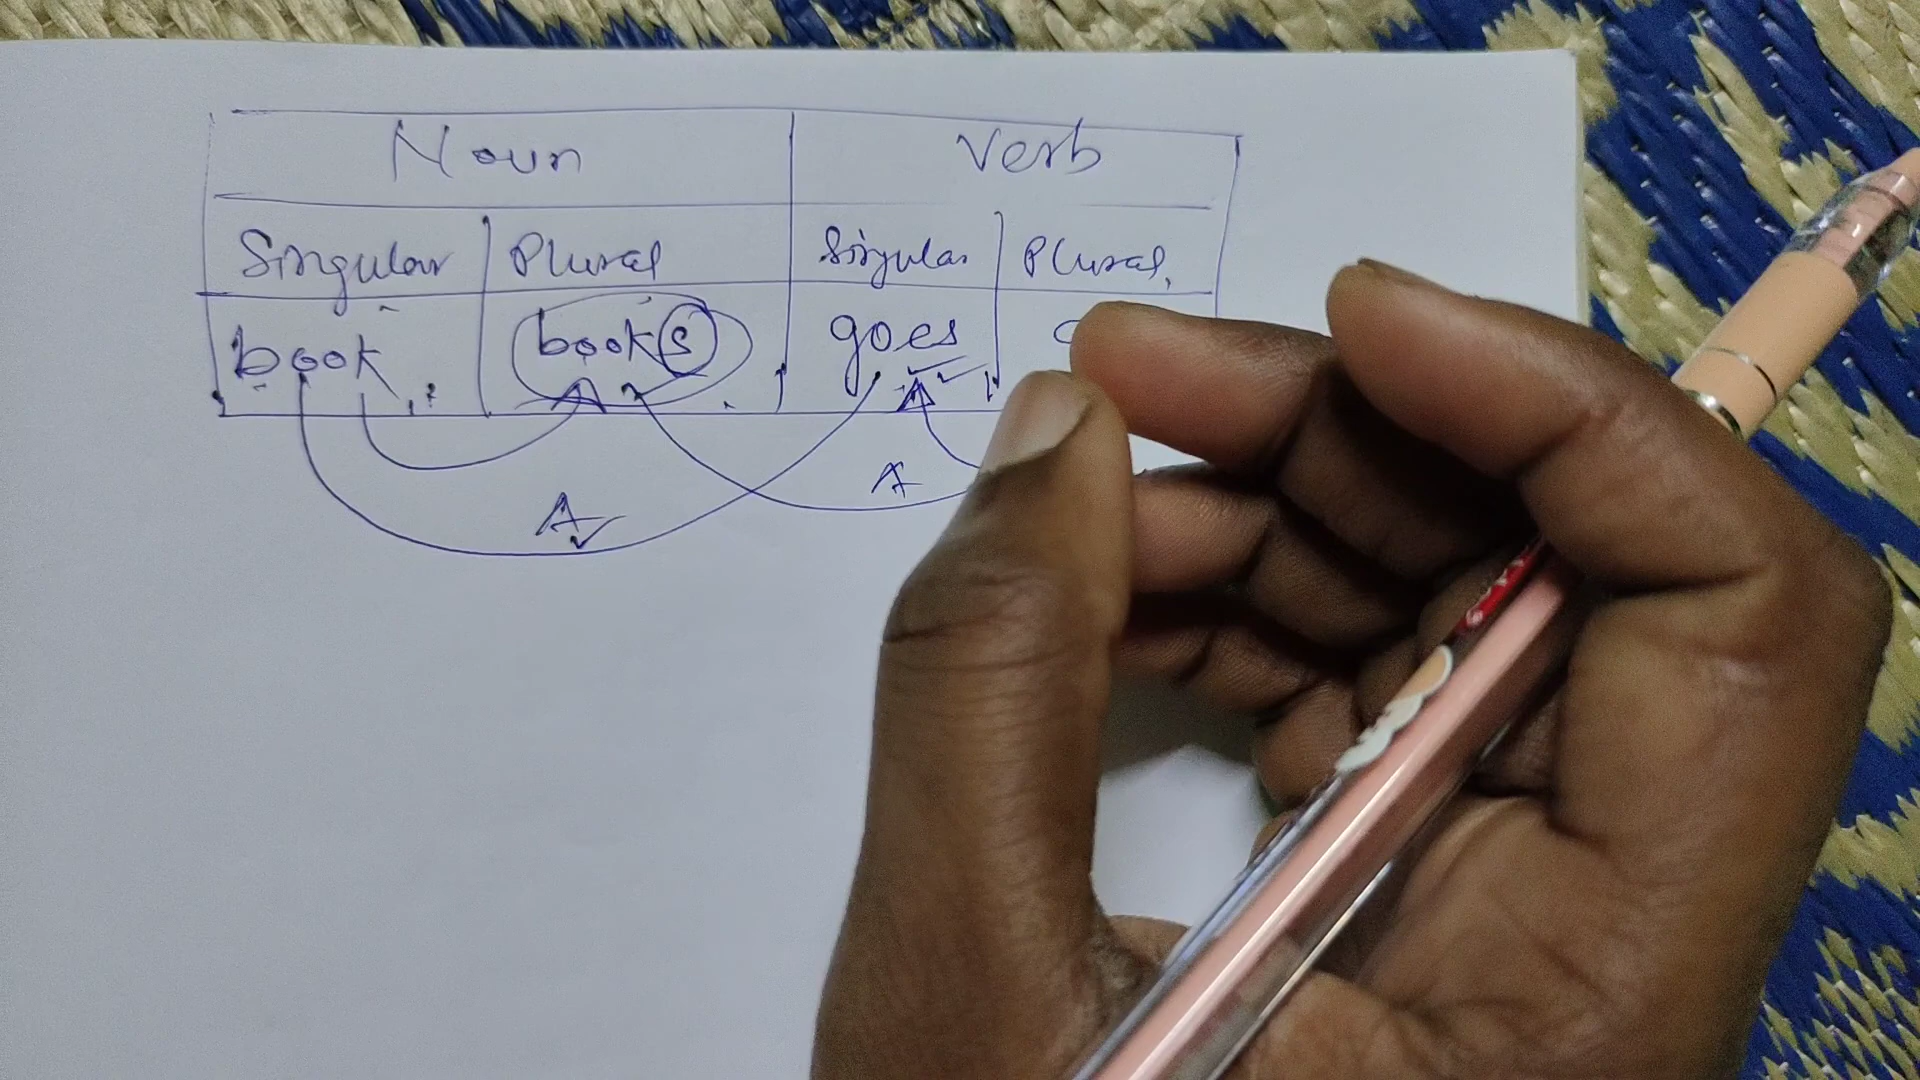 Noun Verb
Singular Plural Singular Plural
book books goes
A A